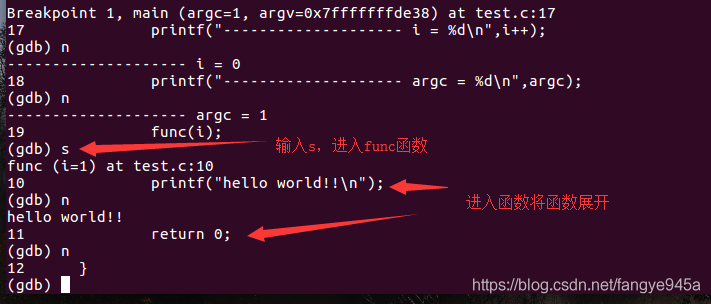 Breakpoint 1, main (argc=1, argv=0x7fffffffde38) at test.c:17
17 printf("-------------------- i = %d\n",i++);
(gdb) n
-------------------- i = 0
18 printf("-------------------- argc = %d\n",argc);
(gdb) n
-------------------- argc = 1
19 func(i);
(gdb) s
输入s，进入func函数
func (i=1) at test.c:10
10 printf("hello world!!\n");
(gdb) n
进入函数将函数展开
hello world!!
11 return 0;
(gdb) n
12 }
(gdb)
https://blog.csdn.net/fangye945a